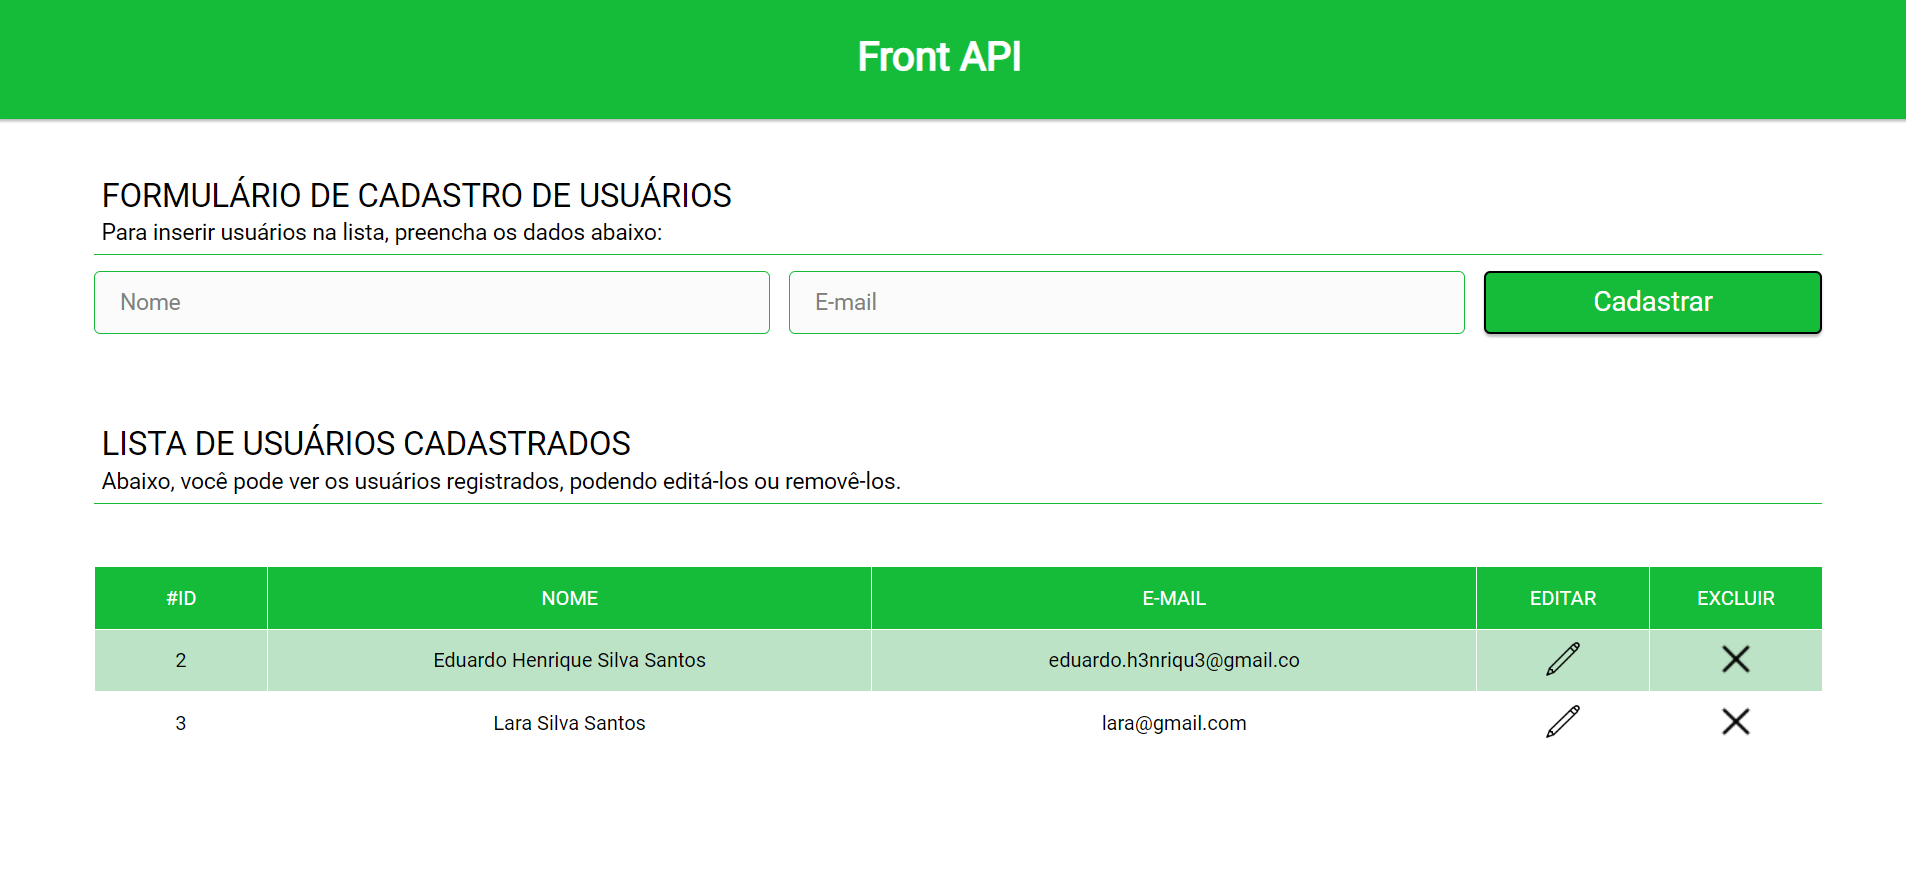 Front API
FORMULÁRIO DE CADASTRO DE USUÁRIOS
Para inserir usuários na lista, preencha os dados abaixo:
Nome
E-mail
Cadastrar
LISTA DE USUÁRIOS CADASTRADOS
Abaixo, você pode ver os usuários registrados, podendo editá-los ou removê-los.
#ID NOME E-MAIL EDITAR EXCLUIR
2 Eduardo Henrique Silva Santos eduardo.h3nriqu3@gmail.co
3 Lara Silva Santos lara@gmail.com